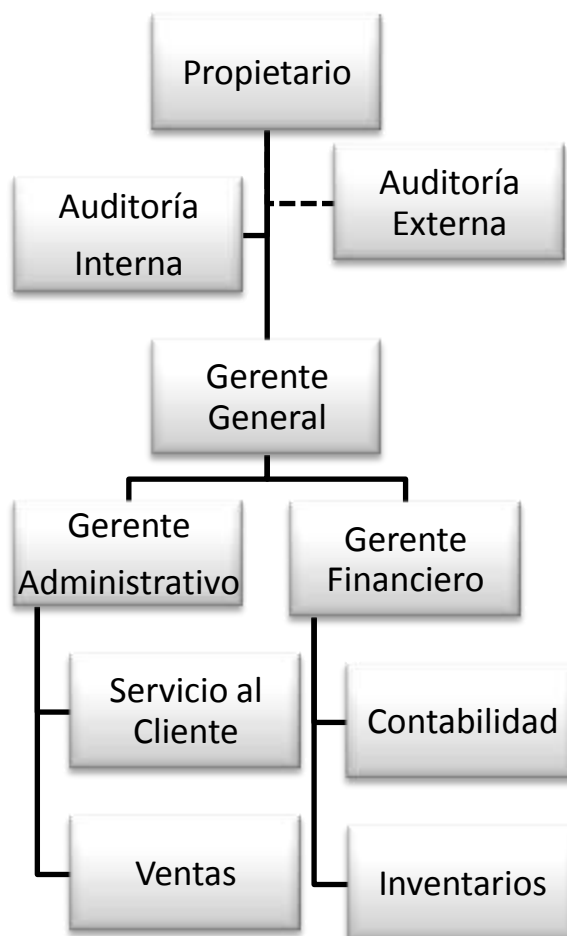 Propietario
Auditoría
Interna
Auditoría
Externa
Gerente
General
Gerente
Administrativo
Gerente
Financiero
Servicio al
Cliente
Contabilidad
Ventas
Inventarios